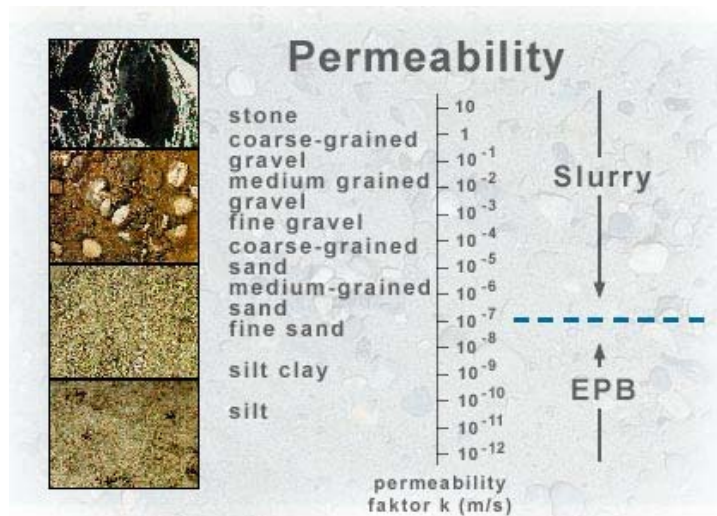 Permeability
stone
coarse-grained
gravel
medium grained
gravel
fine gravel
coarse-grained
sand
medium-grained
sand
fine sand
silt clay
silt
10
1
10⁻¹
10⁻²
10⁻³
10⁻⁴
10⁻⁵
10⁻⁶
10⁻⁷
10⁻⁸
10⁻⁹
10⁻¹⁰
10⁻¹¹
10⁻¹²
permeability
faktor k (m/s)
Slurry
EPB